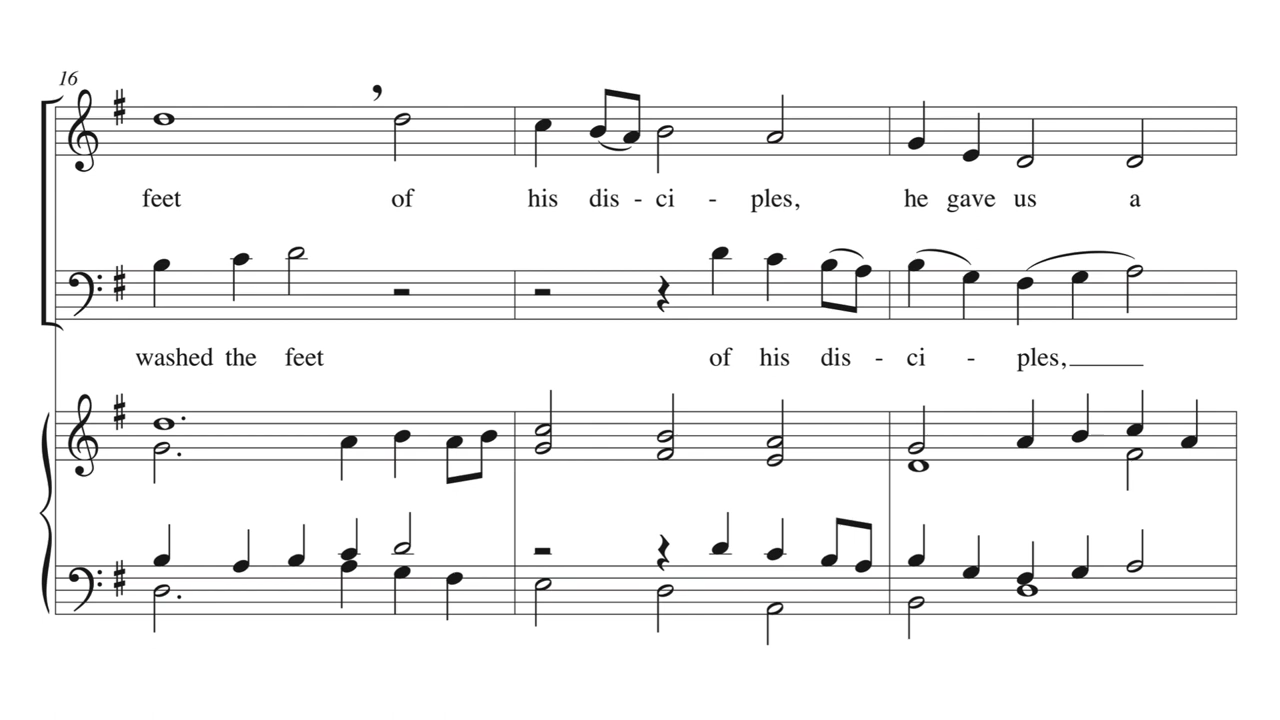 16
feet of his dis - ci - ples, he gave us a
washed the feet of his dis - ci - ples,